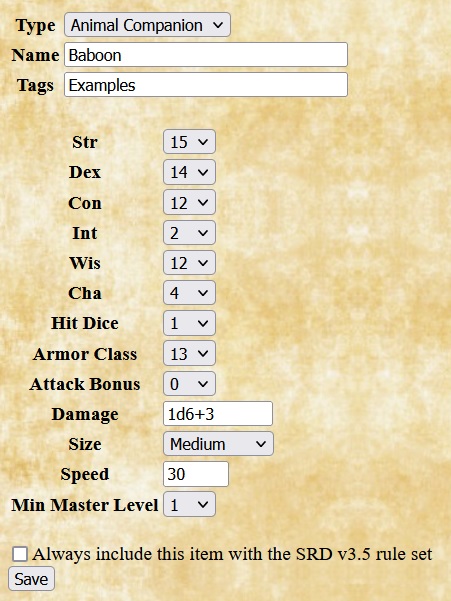 Type Animal Companion
Name Baboon
Tags Examples
Str 15
Dex 14
Con 12
Int 2
Wis 12
Cha 4
Hit Dice 1
Armor Class 13
Attack Bonus 0
Damage 1d6+3
Size Medium
Speed 30
Min Master Level 1
Always include this item with the SRD v3.5 rule set
Save